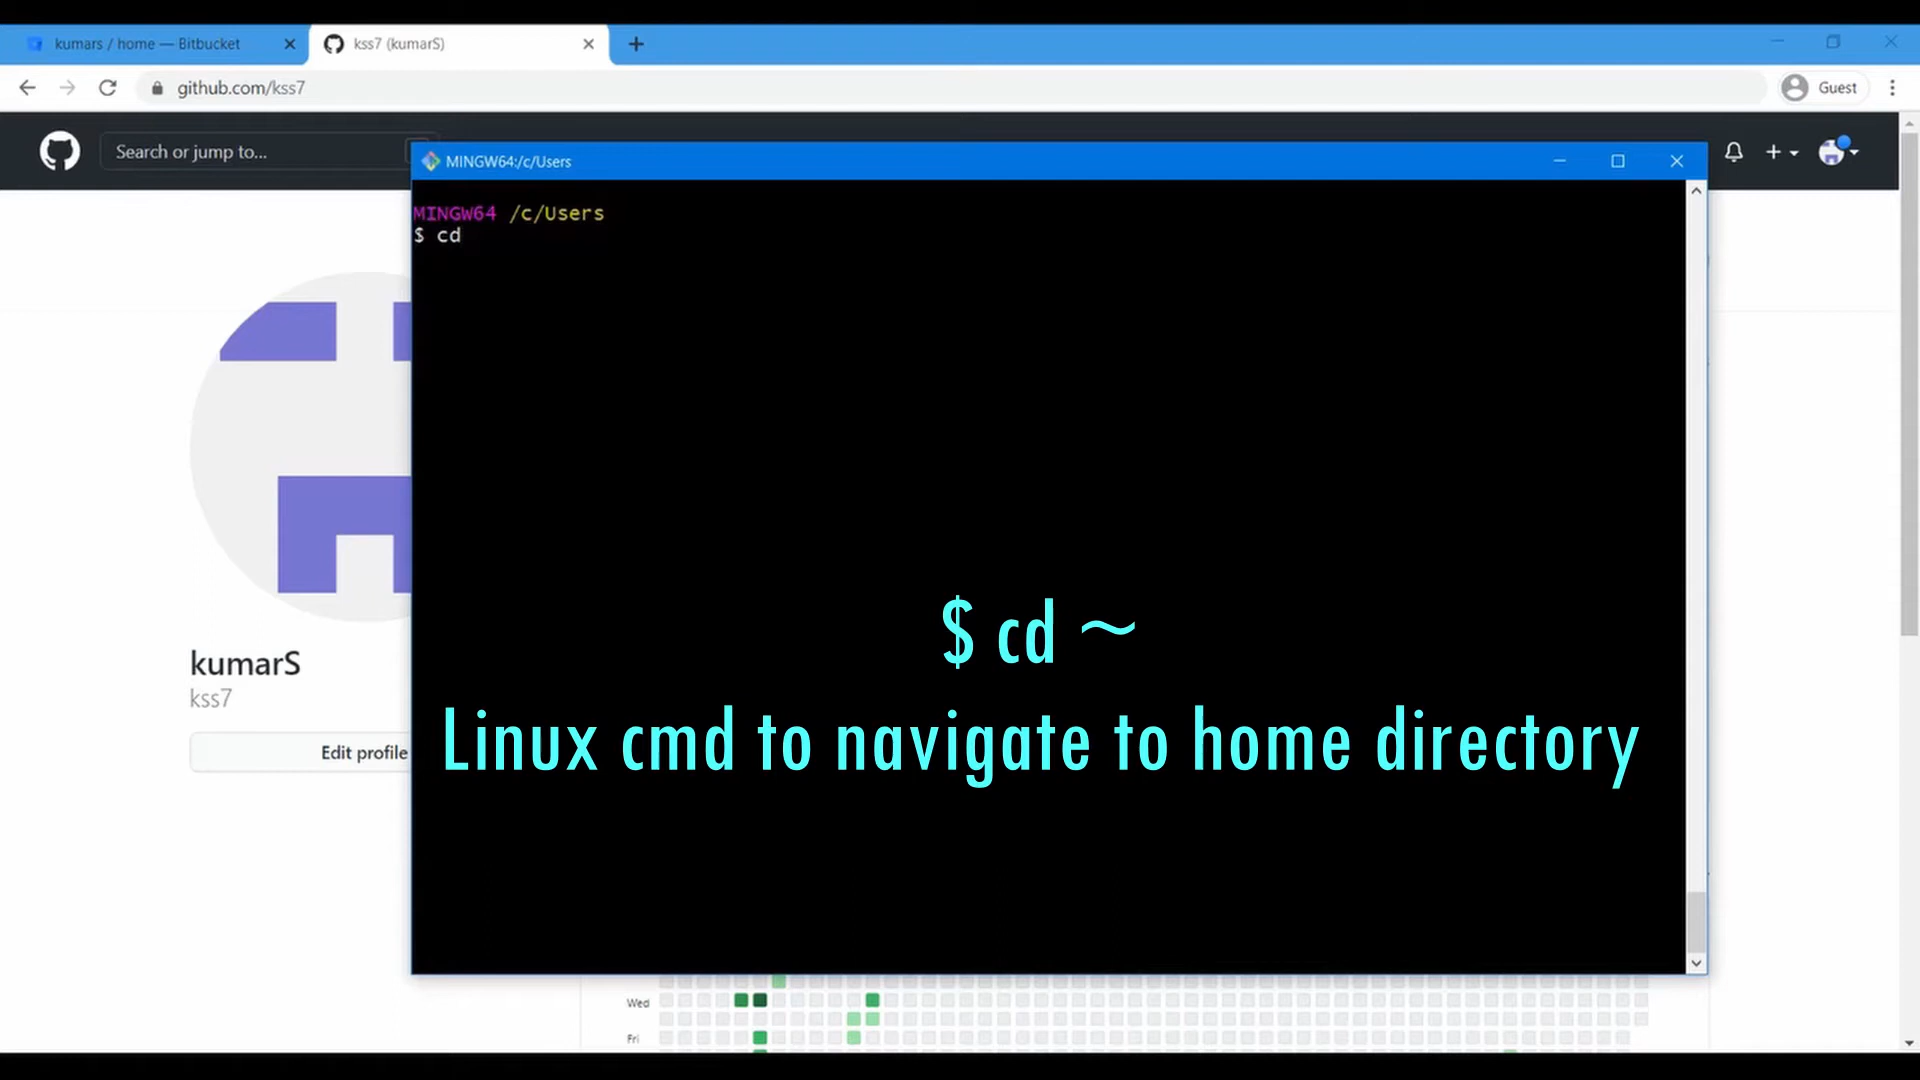 kumars / home — Bitbucket
kss7 (kumarS)
github.com/kss7
Guest
Search or jump to...
MINGW64:/c/Users
MINGW64 /c/Users
$ cd
$ cd ~
Linux cmd to navigate to home directory
kumarS
kss7
Edit profile
Wed
Fri